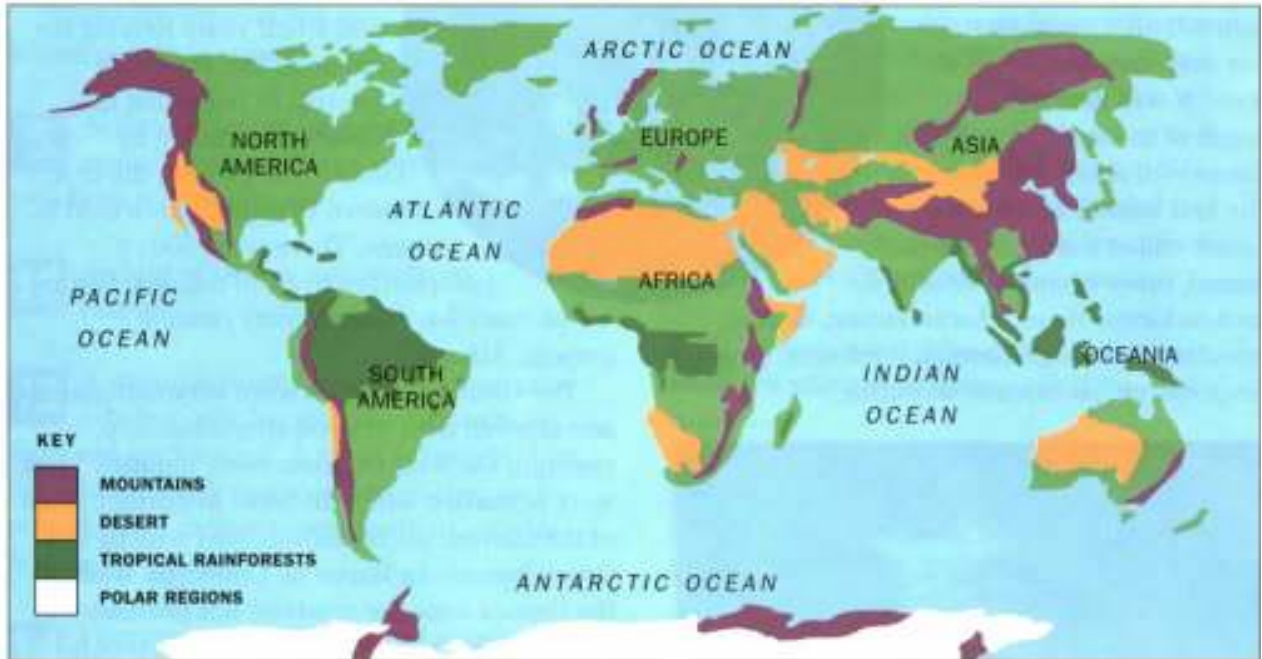 ARCTIC OCEAN
NORTH
AMERICA
EUROPE
ASIA
ATLANTIC
OCEAN
AFRICA
PACIFIC
OCEAN
SOUTH
AMERICA
INDIAN
OCEAN
OCEANIA
KEY
MOUNTAINS
DESERT
TROPICAL RAINFORESTS
POLAR REGIONS
ANTARCTIC OCEAN